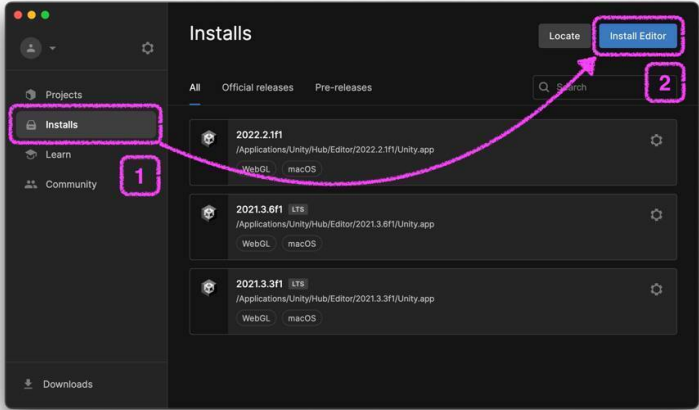 Installs
Locate
Install Editor
Projects
Installs
Learn
Community
Downloads
1
2
All
Official releases
Pre-releases
Search
2022.2.1f1
/Applications/Unity/Hub/Editor/2022.2.1f1/Unity.app
WebGL
macOS
2021.3.6f1 LTS
/Applications/Unity/Hub/Editor/2021.3.6f1/Unity.app
WebGL
macOS
2021.3.3f1 LTS
/Applications/Unity/Hub/Editor/2021.3.3f1/Unity.app
WebGL
macOS